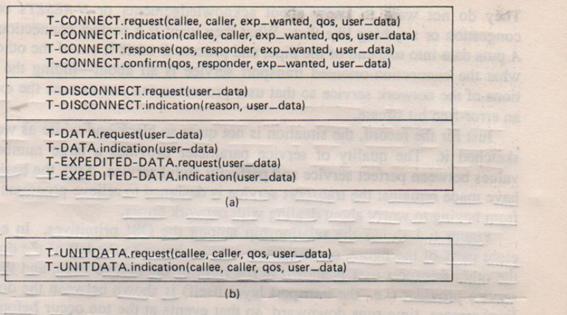 T-CONNECT.request(callee, caller, exp_wanted, qos, user_data)
T-CONNECT.indication(callee, caller, exp_wanted, qos, user_data)
T-CONNECT.response(qos, responder, exp_wanted, user_data)
T-CONNECT.confirm(qos, responder, exp_wanted, user_data)
T-DISCONNECT.request(user_data)
T-DISCONNECT.indication(reason, user_data)
T-DATA.request(user_data)
T-DATA.indication(user_data)
T-EXPEDITED-DATA.request(user_data)
T-EXPEDITED-DATA.indication(user_data)
(a)
T-UNITDATA.request(callee, caller, qos, user_data)
T-UNITDATA.indication(callee, caller, qos, user_data)
(b)